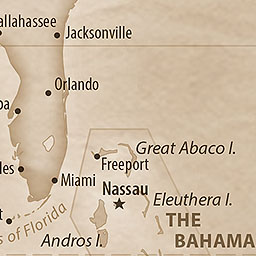 allahassee
Jacksonville
Orlando
pa
Great Abaco I.
Freeport
les
Miami
Nassau
Eleuthera I.
t
s of Florida
THE
BAHAMA
Andros I.